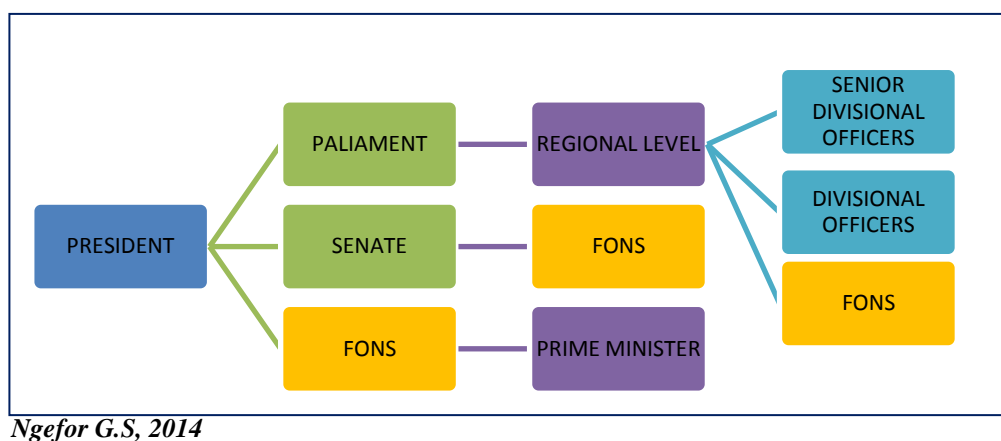 PRESIDENT
PALIAMENT
SENATE
FONS
REGIONAL LEVEL
FONS
PRIME MINISTER
SENIOR
DIVISIONAL
OFFICERS
DIVISIONAL
OFFICERS
FONS
Ngefor G.S, 2014